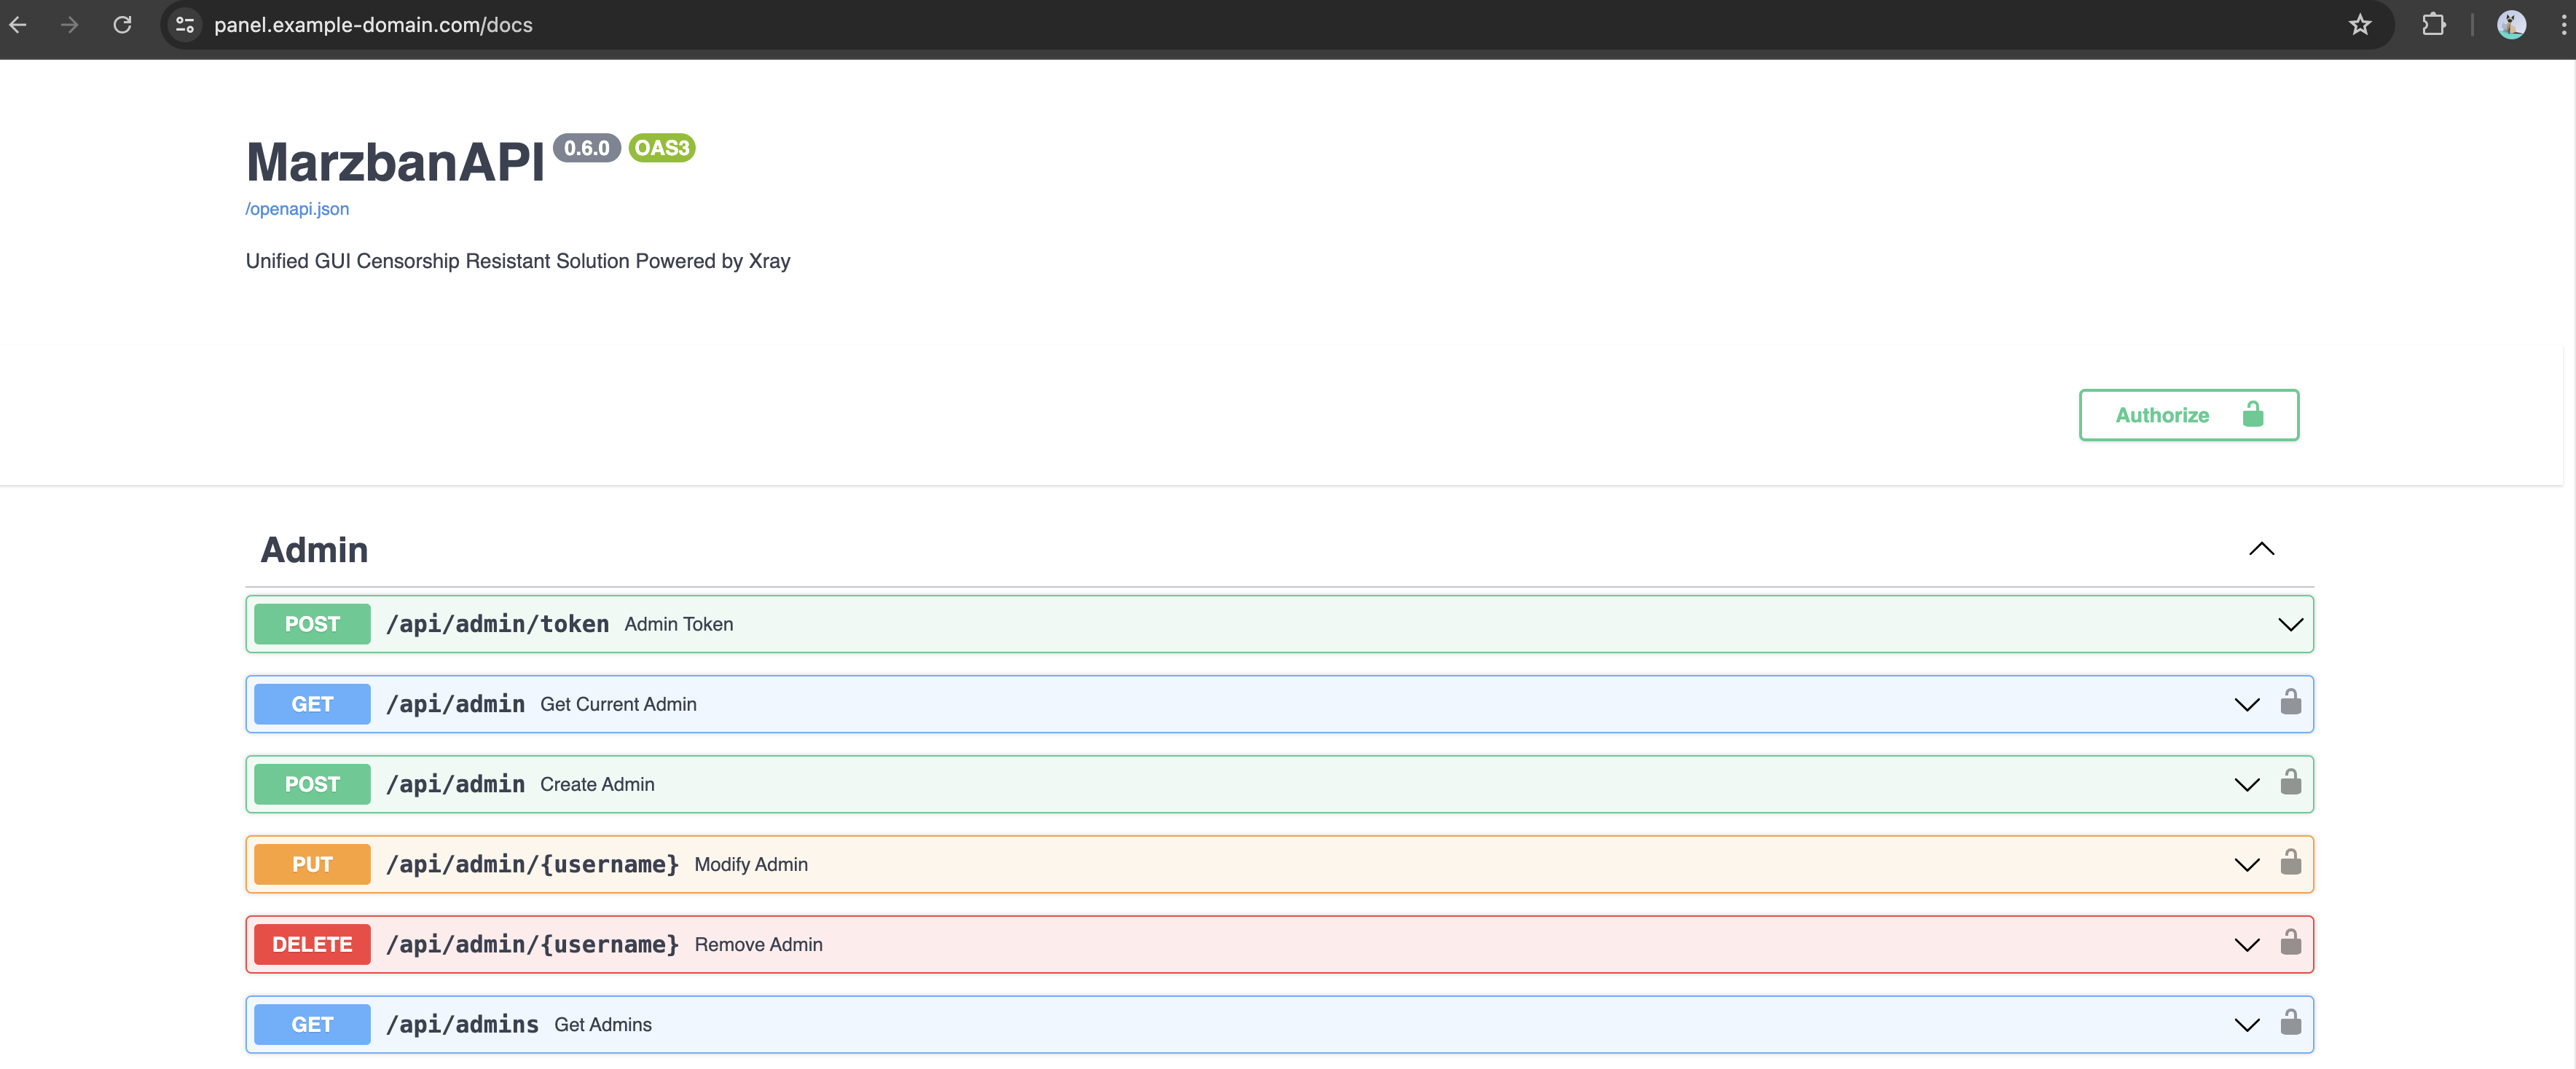 panel.example-domain.com/docs
MarzbanAPI 0.6.0 OAS3
/openapi.json
Unified GUI Censorship Resistant Solution Powered by Xray
Authorize
Admin
POST /api/admin/token Admin Token
GET /api/admin Get Current Admin
POST /api/admin Create Admin
PUT /api/admin/{username} Modify Admin
DELETE /api/admin/{username} Remove Admin
GET /api/admins Get Admins